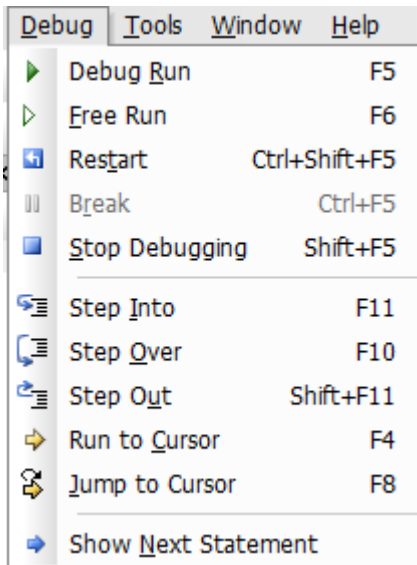 Debug Tools Window Help
Debug Run F5
Free Run F6
Restart Ctrl+Shift+F5
Break Ctrl+F5
Stop Debugging Shift+F5
Step Into F11
Step Over F10
Step Out Shift+F11
Run to Cursor F4
Jump to Cursor F8
Show Next Statement